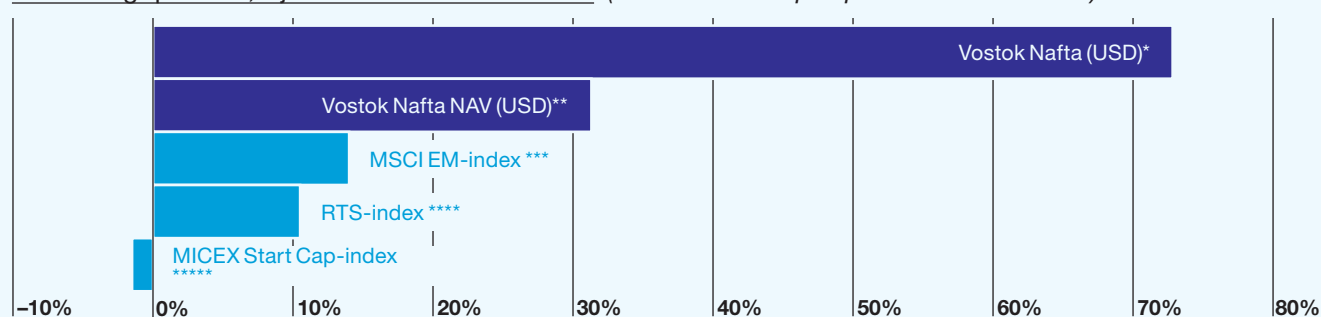 Vostok Nafta (USD)*
Vostok Nafta NAV (USD)**
MSCI EM-index ***
RTS-index ****
MICEX Start Cap-index
*****
–10% 0% 10% 20% 30% 40% 50% 60% 70% 80%